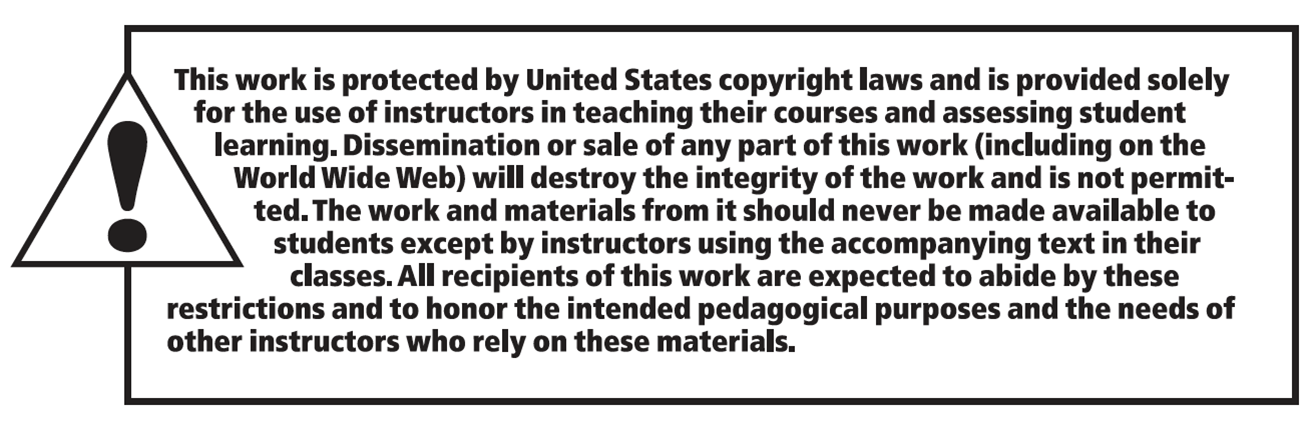 This work is protected by United States copyright laws and is provided solely
for the use of instructors in teaching their courses and assessing student
learning. Dissemination or sale of any part of this work (including on the
World Wide Web) will destroy the integrity of the work and is not permit-
ted. The work and materials from it should never be made available to
students except by instructors using the accompanying text in their
classes. All recipients of this work are expected to abide by these
restrictions and to honor the intended pedagogical purposes and the needs of
other instructors who rely on these materials.